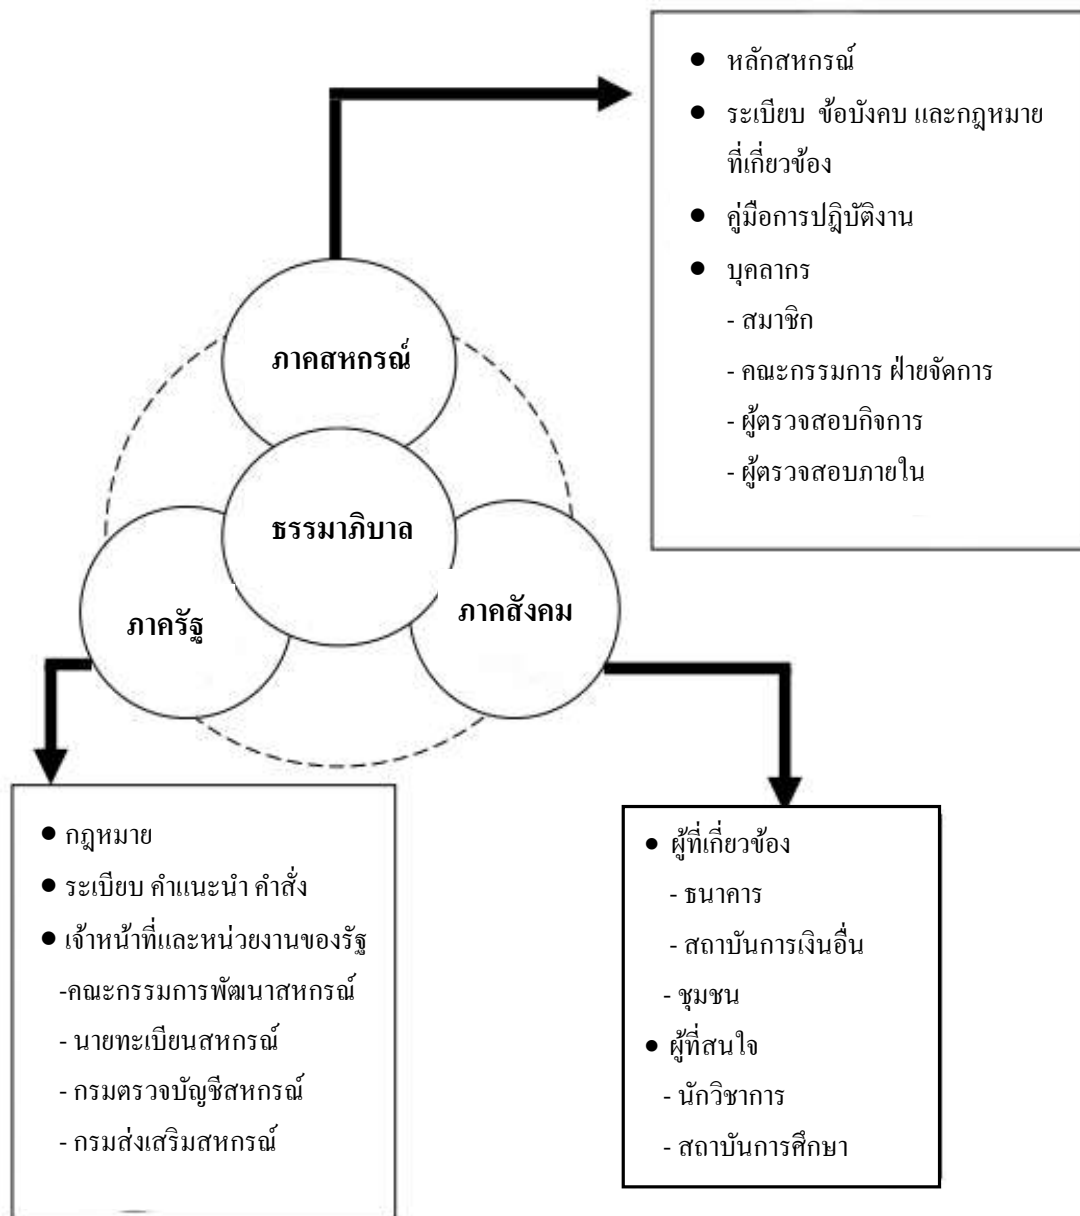 ● หลักสหกรณ์
● ระเบียบ ข้อบังคบ และกฎหมาย
ที่เกี่ยวข้อง
● คู่มือการปฎิบัติงาน
● บุคลากร
- สมาชิก
- คณะกรรมการ ฝ่ายจัดการ
- ผู้ตรวจสอบกิจการ
- ผู้ตรวจสอบภายใน
ภาคสหกรณ์
ธรรมาภิบาล
ภาครัฐ
ภาคสังคม
● กฎหมาย
● ระเบียบ คำแนะนำ คำสั่ง
● เจ้าหน้าที่และหน่วยงานของรัฐ
-คณะกรรมการพัฒนาสหกรณ์
- นายทะเบียนสหกรณ์
- กรมตรวจบัญชีสหกรณ์
- กรมส่งเสริมสหกรณ์
● ผู้ที่เกี่ยวข้อง
- ธนาคาร
- สถาบันการเงินอื่น
- ชุมชน
● ผู้ที่สนใจ
- นักวิชาการ
- สถาบันการศึกษา